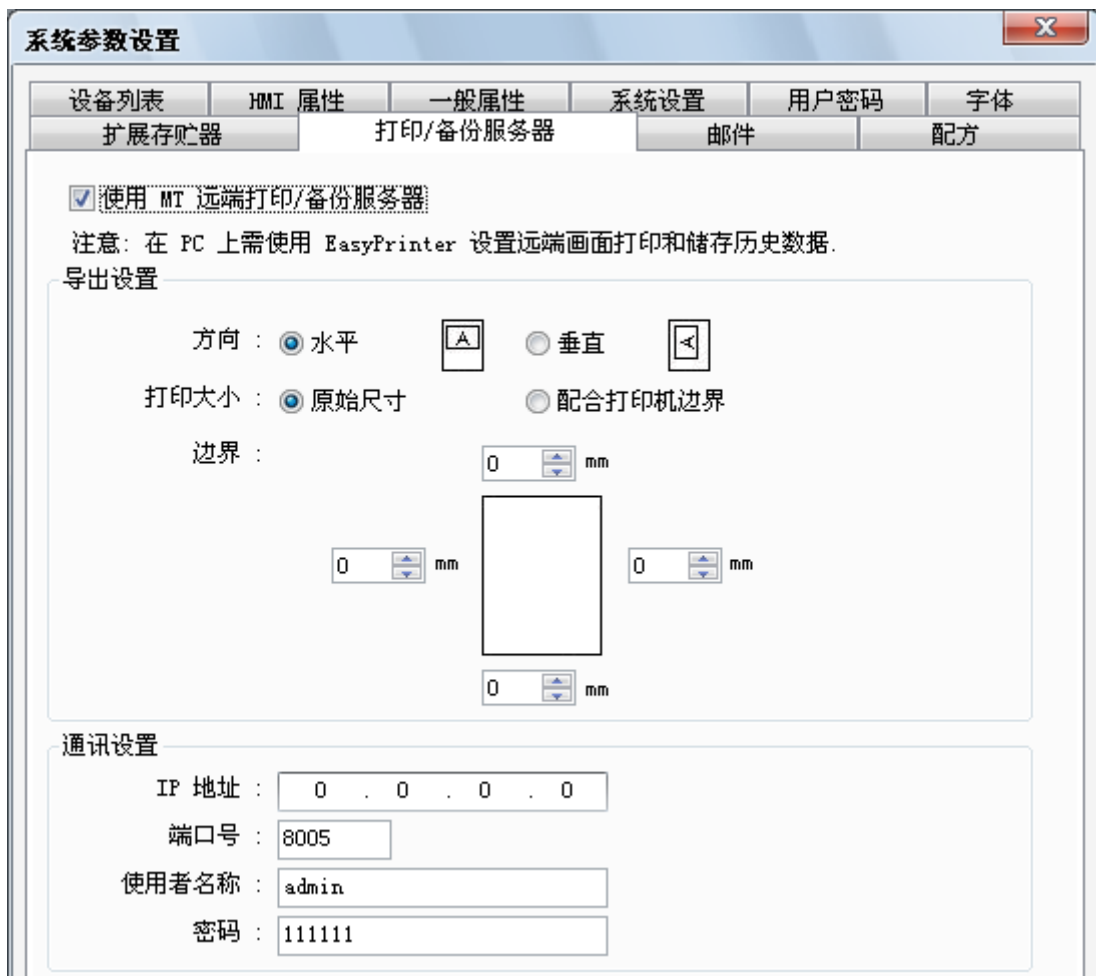 系统参数设置
设备列表 HMI 属性 一般属性 系统设置 用户密码 字体
扩展存贮器 打印/备份服务器 邮件 配方
使用 MT 远端打印/备份服务器
注意: 在 PC 上需使用 EasyPrinter 设置远端画面打印和储存历史数据.
导出设置
方向 : 水平 A 垂直 A
打印大小 : 原始尺寸 配合打印机边界
边界 :
0 mm
0 mm 0 mm
0 mm
通讯设置
IP 地址 : 0 . 0 . 0 . 0
端口号 : 8005
使用者名称 : admin
密码 : 111111